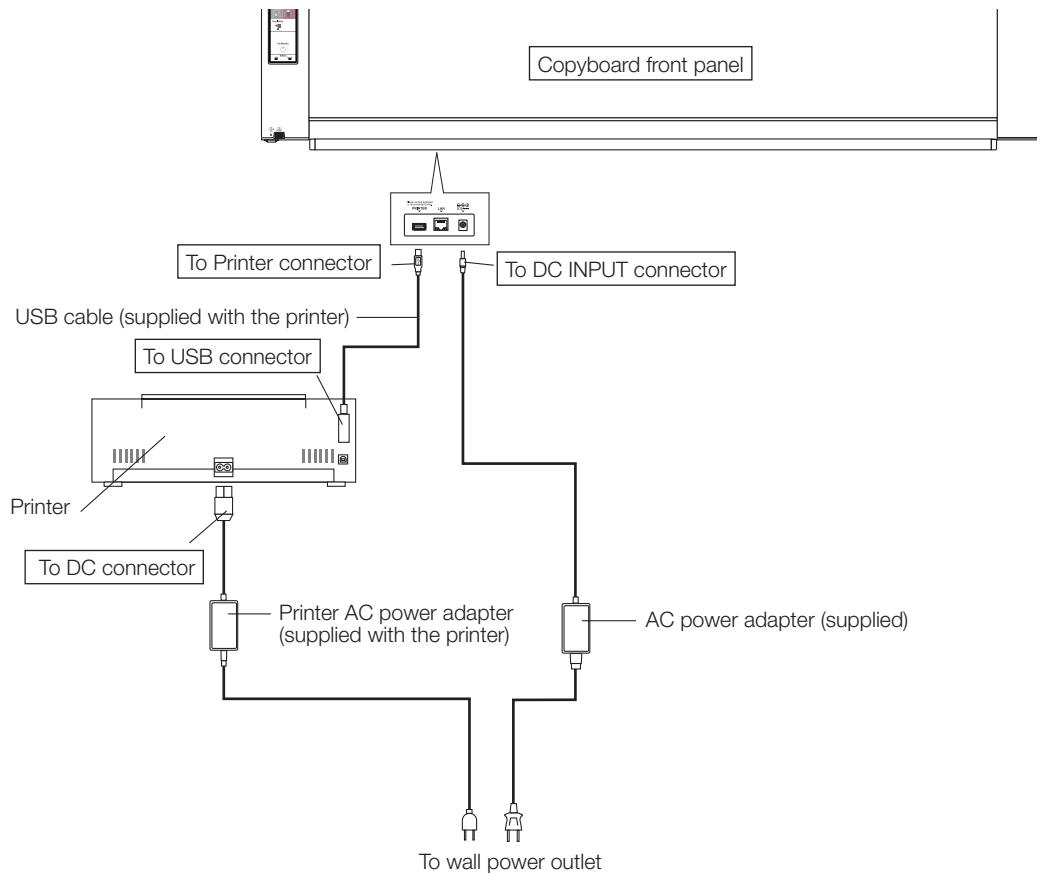 Copyboard front panel
PRINTER
LAN
To Printer connector
To DC INPUT connector
USB cable (supplied with the printer)
To USB connector
Printer
To DC connector
Printer AC power adapter
(supplied with the printer)
AC power adapter (supplied)
To wall power outlet